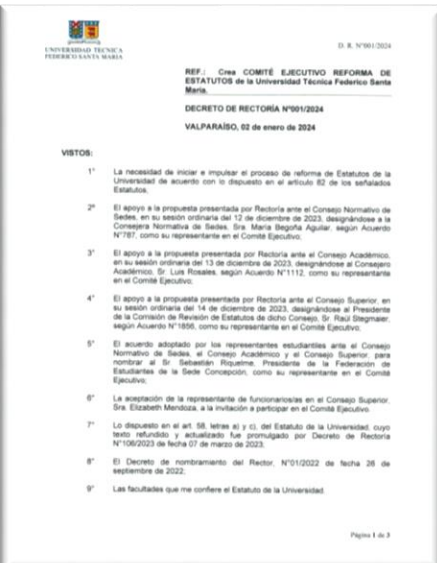 UNIVERSIDAD TÉCNICA
FEDERICO SANTA MARÍA
D. R. N°001/2024
REF.: Crea COMITÉ EJECUTIVO REFORMA DE
ESTATUTOS de la Universidad Técnica Federico Santa
María.
DECRETO DE RECTORÍA N°001/2024
VALPARAÍSO, 02 de enero de 2024
VISTOS:
1° La necesidad de iniciar e impulsar el proceso de reforma de Estatutos de la
Universidad de acuerdo con lo dispuesto en el artículo 82 de los señalados
Estatutos,
2º El apoyo a la propuesta presentada por Rectoría ante el Consejo Normativo de
Sedes, en su sesión ordinaria del 12 de diciembre de 2023, designándose a la
Consejera Normativa de Sedes, Sra. María Begoña Aguilar, según Acuerdo
N°787, como su representante en el Comité Ejecutivo;
3° El apoyo a la propuesta presentada por Rectoría ante el Consejo Académico,
en su sesión ordinaria del 13 de diciembre de 2023, designándose al Consejero
Académico, Sr. Luis Rosales, según Acuerdo N°1112, como su representante
en el Comité Ejecutivo;
4° El apoyo a la propuesta presentada por Rectoría ante el Consejo Superior, en
su sesión ordinaria del 14 de diciembre de 2023, designándose al Presidente
de la Comisión de Revisión de Estatutos de dicho Consejo, Sr. Raúl Stegmaier,
según Acuerdo N°1856, como su representante en el Comité Ejecutivo;
5° El acuerdo adoptado por los representantes estudiantiles ante el Consejo
Normativo de Sedes, el Consejo Académico y el Consejo Superior, para
nombrar al Sr. Sebastián Riquelme, Presidente de la Federación de
Estudiantes de la Sede Concepción, como su representante en el Comité
Ejecutivo;
6° La aceptación de la representante de funcionarios/as en el Consejo Superior,
Sra. Elizabeth Mendoza, a la invitación a participar en el Comité Ejecutivo.
7° Lo dispuesto en el art. 58, letras a) y c), del Estatuto de la Universidad, cuyo
texto refundido y actualizado fue promulgado por Decreto de Rectoría
N°106/2023 de fecha 07 de marzo de 2023;
8° El Decreto de nombramiento del Rector, N°01/2022 de fecha 26 de
septiembre de 2022;
9° Las facultades que me confiere el Estatuto de la Universidad.
Página 1 de 3